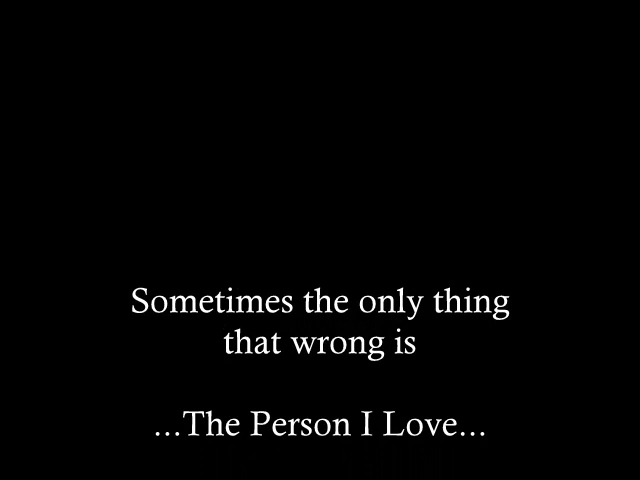 Sometimes the only thing
that wrong is
...The Person I Love...